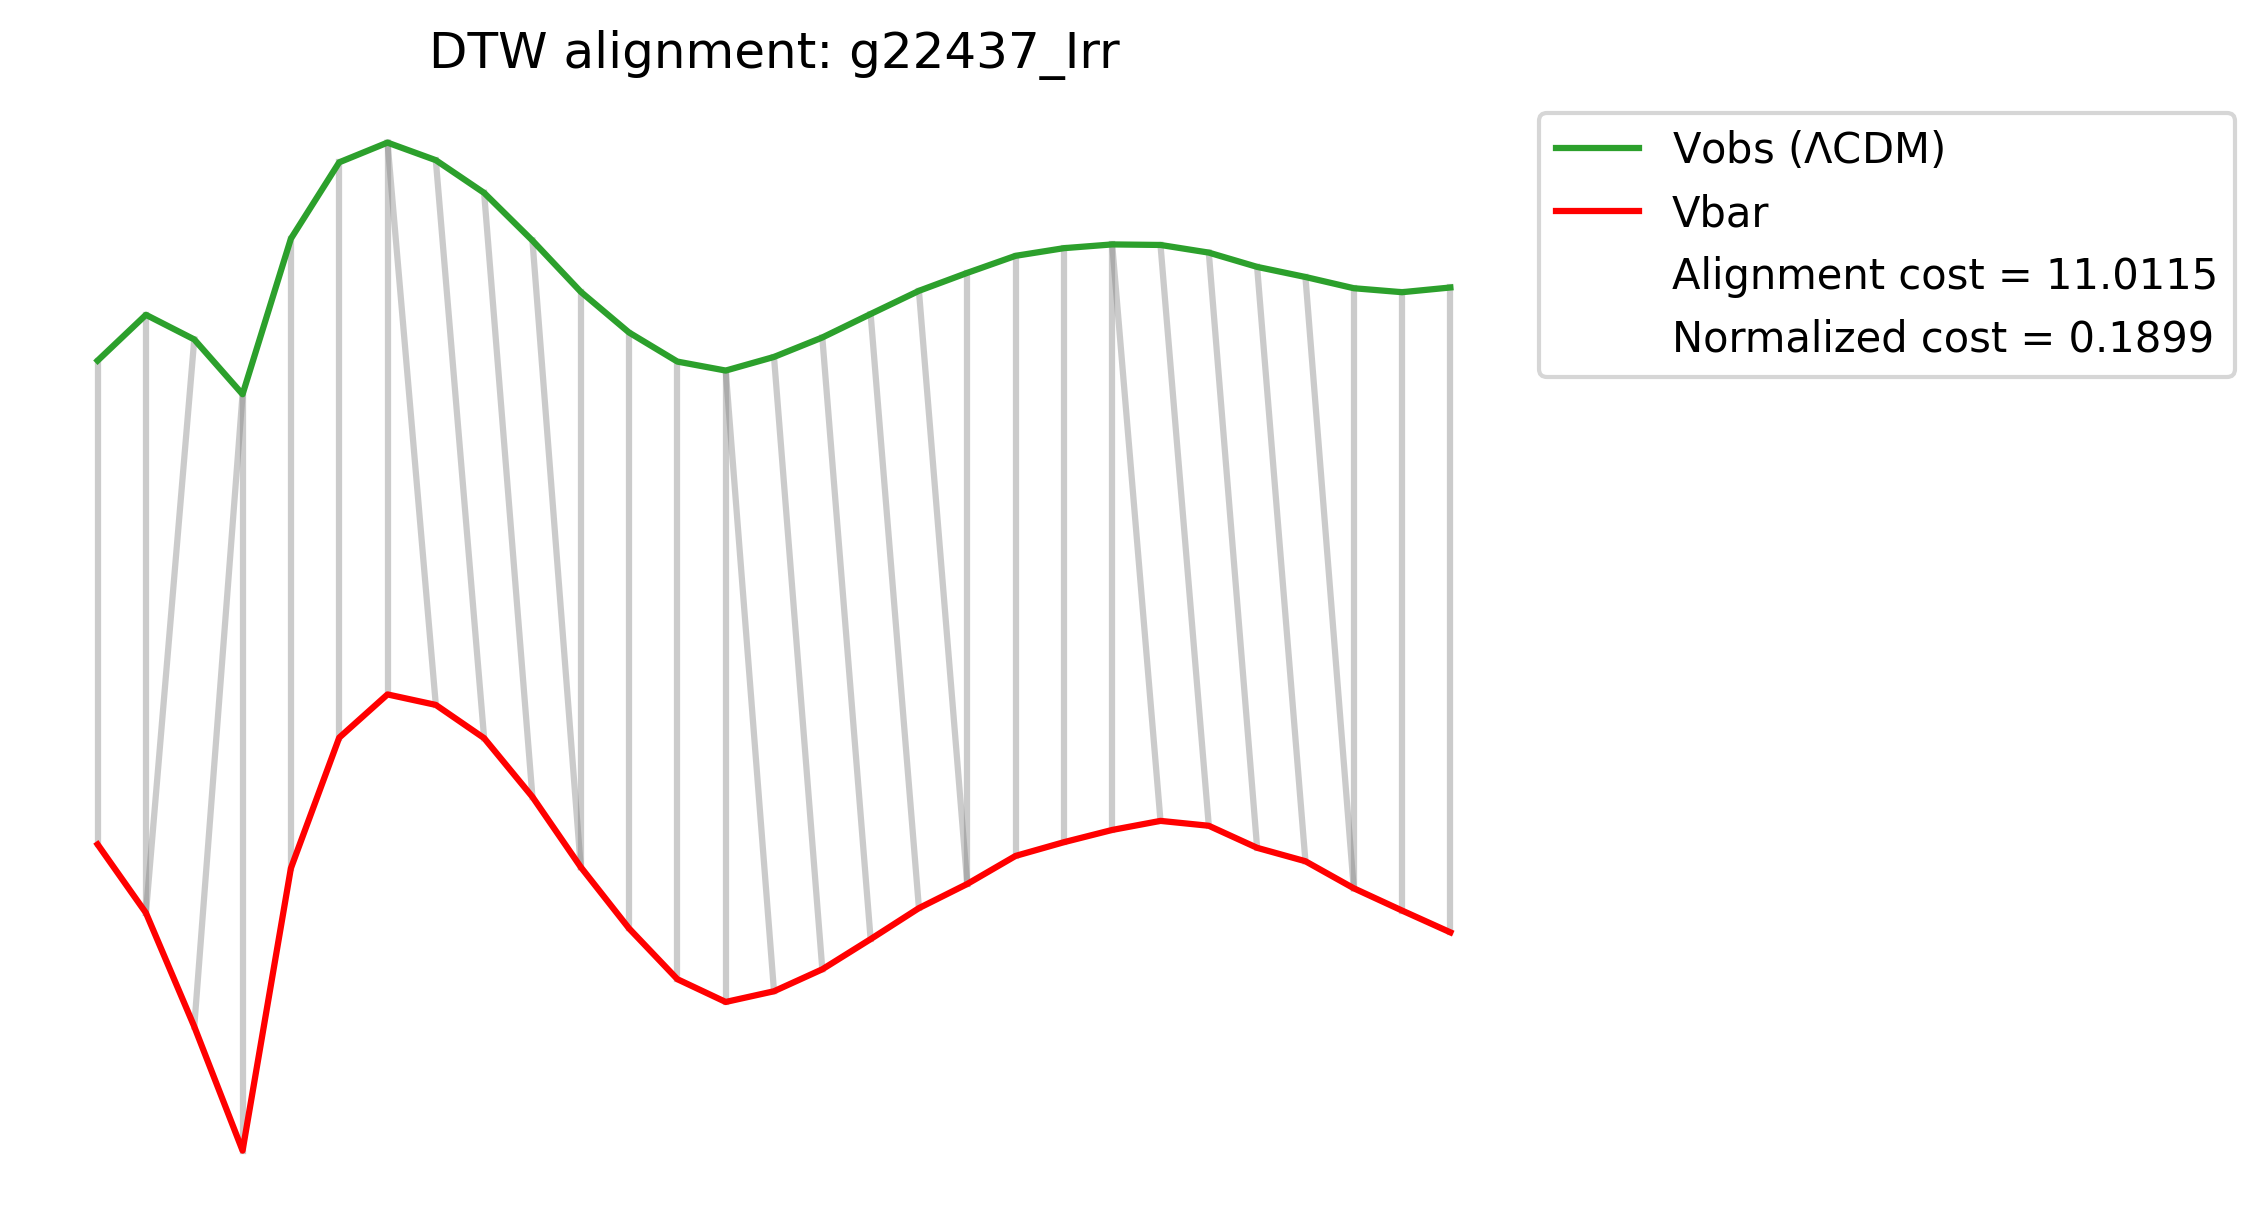 DTW alignment: g22437_Irr
Vobs (ΛCDM)
Vbar
Alignment cost = 11.0115
Normalized cost = 0.1899